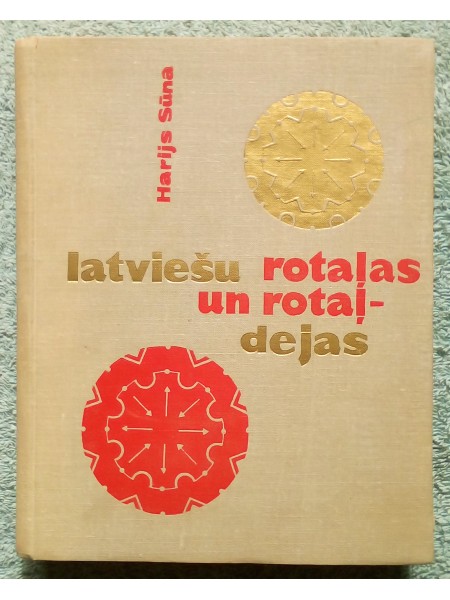 Harijs Sūna
latviešu rotaļas
un rotaļ-
dejas